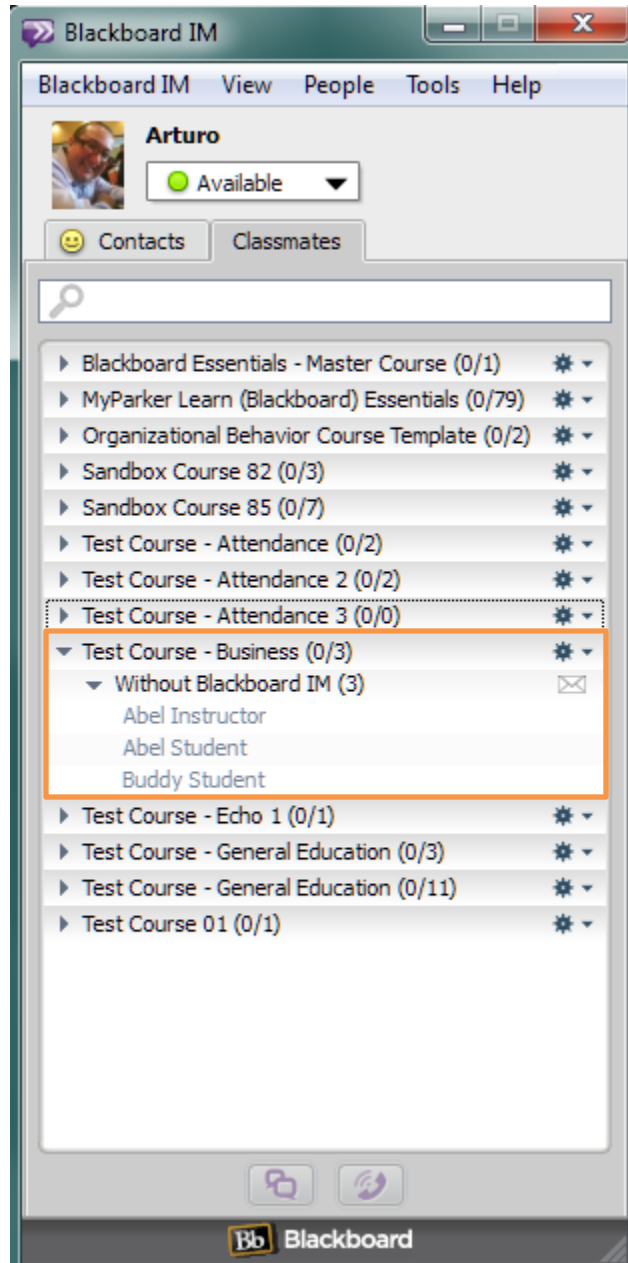 Blackboard IM
Blackboard IM View People Tools Help
Arturo
Available
Contacts Classmates
Blackboard Essentials - Master Course (0/1)
MyParker Learn (Blackboard) Essentials (0/79)
Organizational Behavior Course Template (0/2)
Sandbox Course 82 (0/3)
Sandbox Course 85 (0/7)
Test Course - Attendance (0/2)
Test Course - Attendance 2 (0/2)
Test Course - Attendance 3 (0/0)
Test Course - Business (0/3)
Without Blackboard IM (3)
Abel Instructor
Abel Student
Buddy Student
Test Course - Echo 1 (0/1)
Test Course - General Education (0/3)
Test Course - General Education (0/11)
Test Course 01 (0/1)
Bb Blackboard